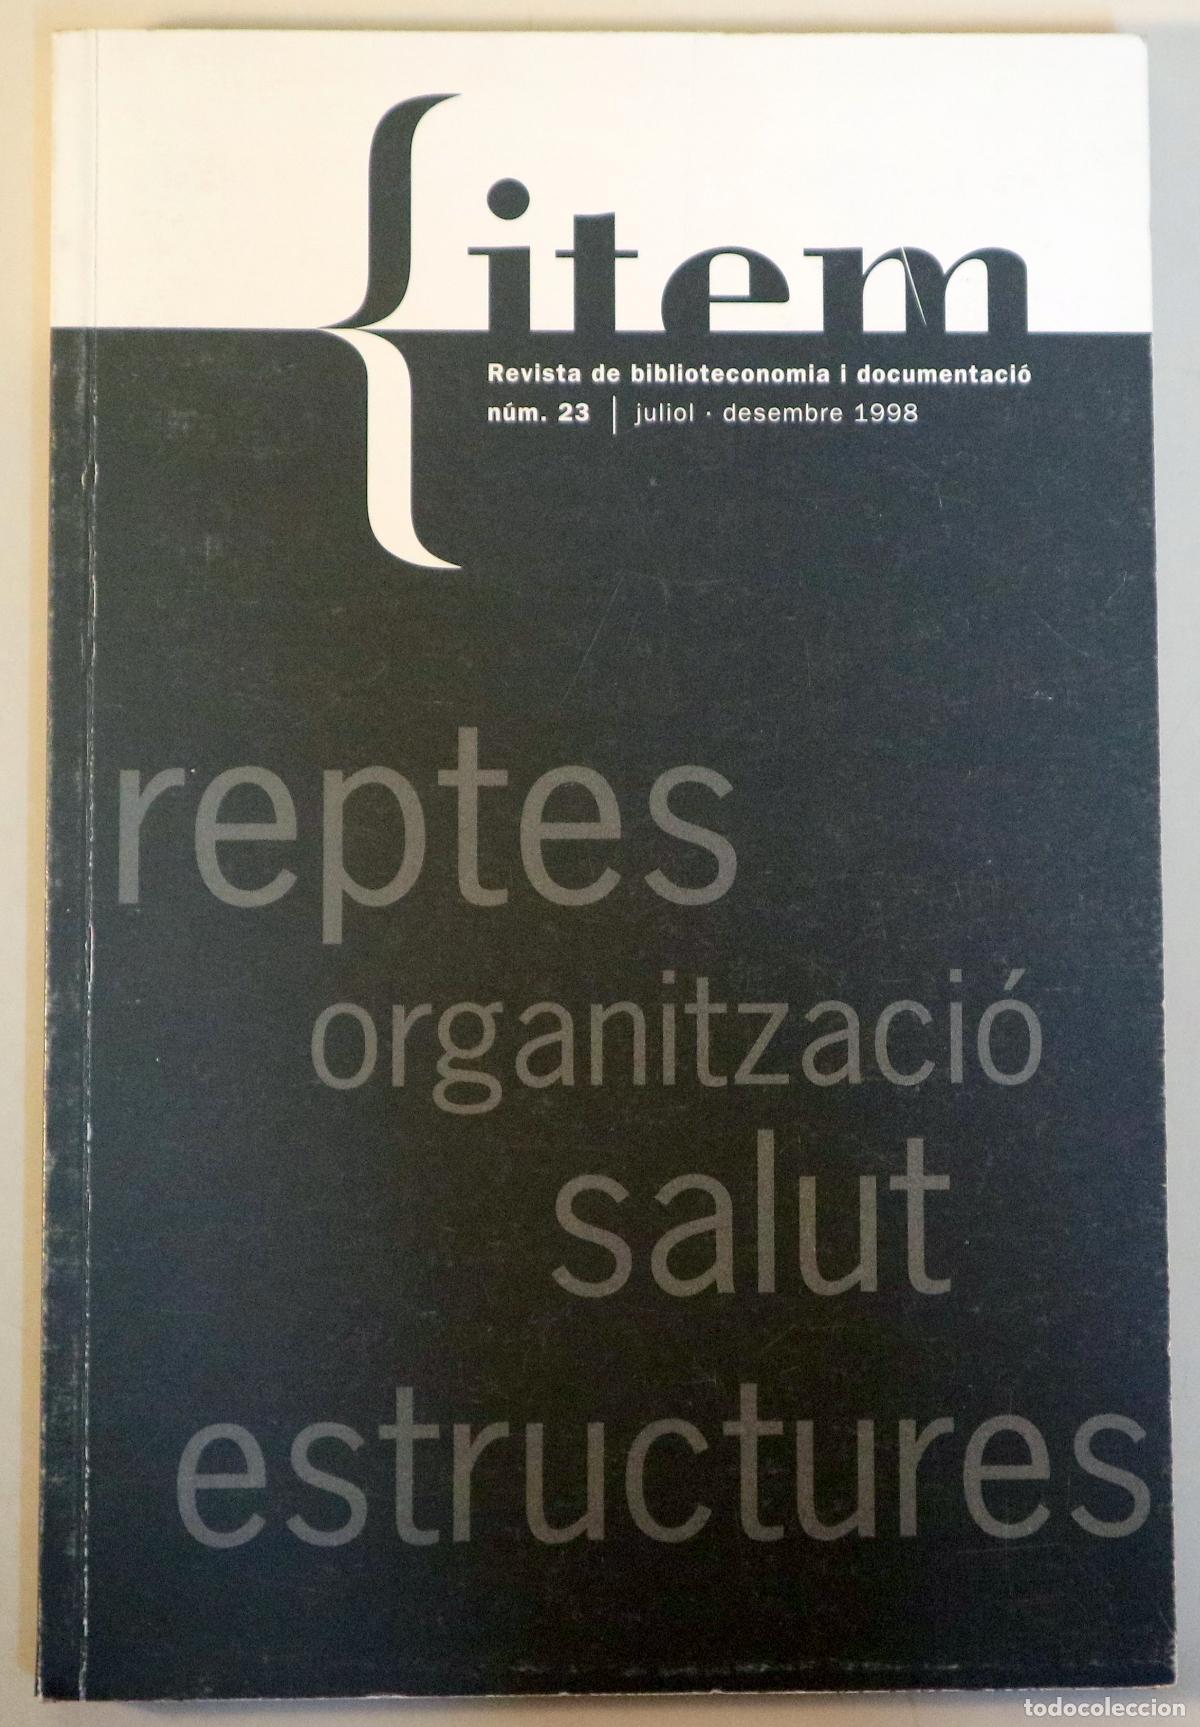 item
Revista de biblioteconomia i documentació
núm. 23 | juliol · desembre 1998
reptes
organització
salut
estructures
todocoleccion